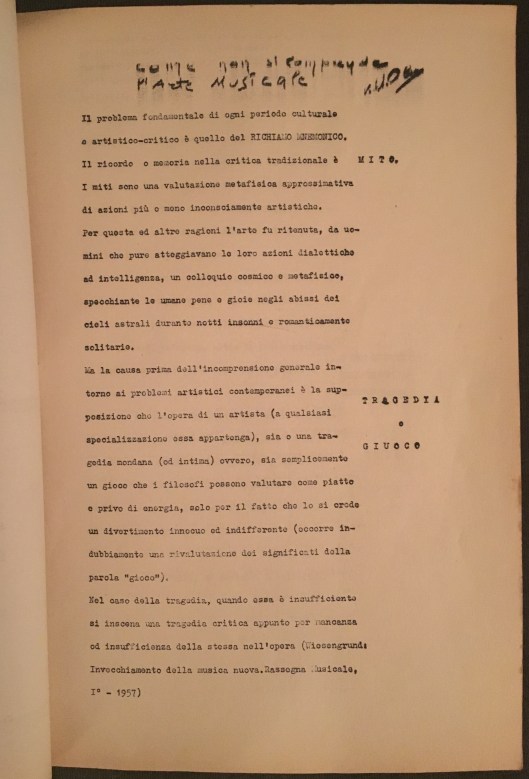 come non si comprende
l'Arte Musicale
Il problema fondamentale di ogni periodo culturale
e artistico-critico è quello del RICHIAMO MNEMONICO.
Il ricordo o memoria nella critica tradizionale è MITO.
I miti sono una valutazione metafisica approssimativa
di azioni più o meno inconsciamente artistiche.
Per questa ed altre ragioni l'arte fu ritenuta, da uo-
mini che pure atteggiavano le loro azioni dialettiche
ad intelligenza, un colloquio cosmico e metafisico,
specchiante le umane pene e gioie negli abissi dei
cieli astrali durante notti insonni e romanticamente
solitarie.
Ma la causa prima dell'incomprensione generale in-
torno ai problemi artistici contemporanei è la sup-
posizione che l'opera di un artista (a qualsiasi
specializzazione essa appartenga), sia o una tra-
gedia mondana (od intima) ovvero, sia semplicemente
un gioco che i filosofi possono valutare come piatto
e privo di energia, solo per il fatto che lo si crede
un divertimento innocuo ed indifferente (occorre in-
dubbiamente una rivalutazione dei significati della
parola "gioco").
TRAGEDIA
e
GIUOCO
Nel caso della tragedia, quando essa è insufficiente
si inscena una tragedia critica appunto per mancanza
od insufficienza della stessa nell'opera (Wiesengrund:
Invecchiamento della musica nuova.Rassegna Musicale,
I° - 1957)